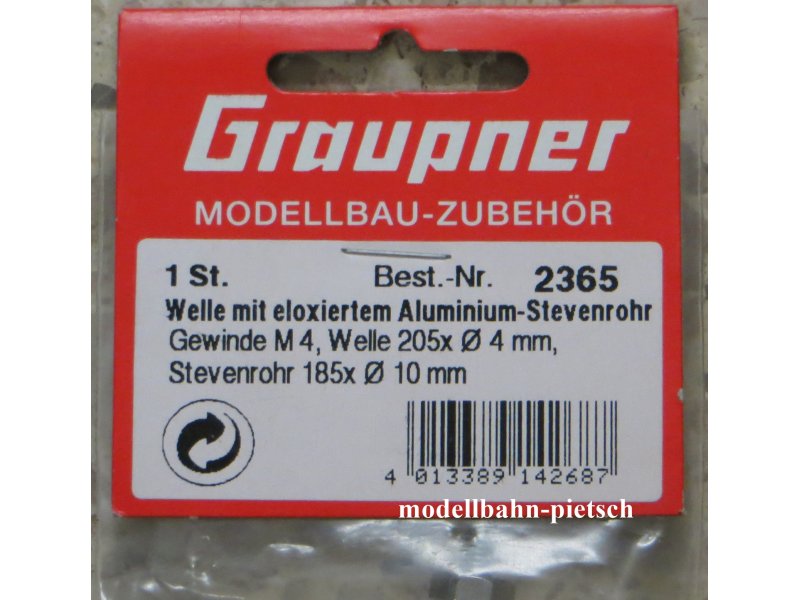 Graupner
MODELLBAU-ZUBEHÖR
1 St. Best.-Nr. 2365
Welle mit eloxiertem Aluminium-Stevenrohr
Gewinde M 4, Welle 205x Ø 4 mm,
Stevenrohr 185x Ø 10 mm
4 013389 142687
modellbahn-pietsch